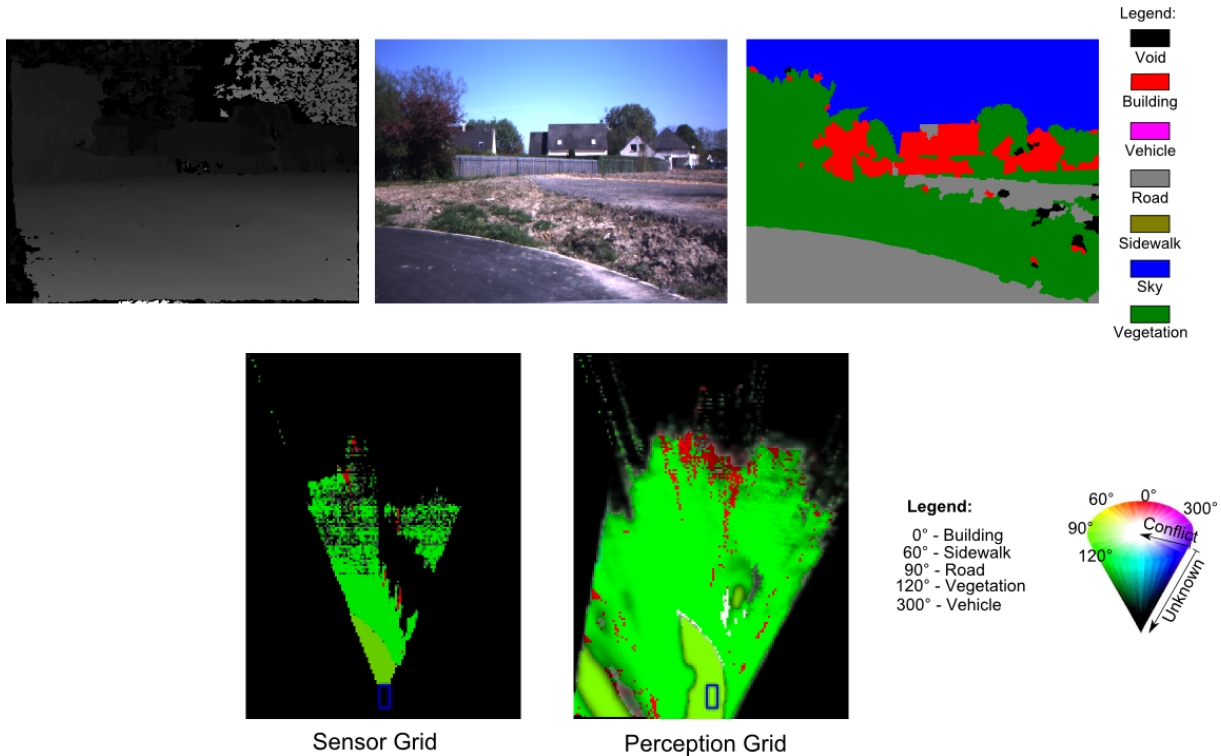 Legend:
Void
Building
Vehicle
Road
Sidewalk
Sky
Vegetation
Sensor Grid
Perception Grid
Legend:
0° - Building
60° - Sidewalk
90° - Road
120° - Vegetation
300° - Vehicle
0°
60°
300°
90°
120°
Conflict
Unknown